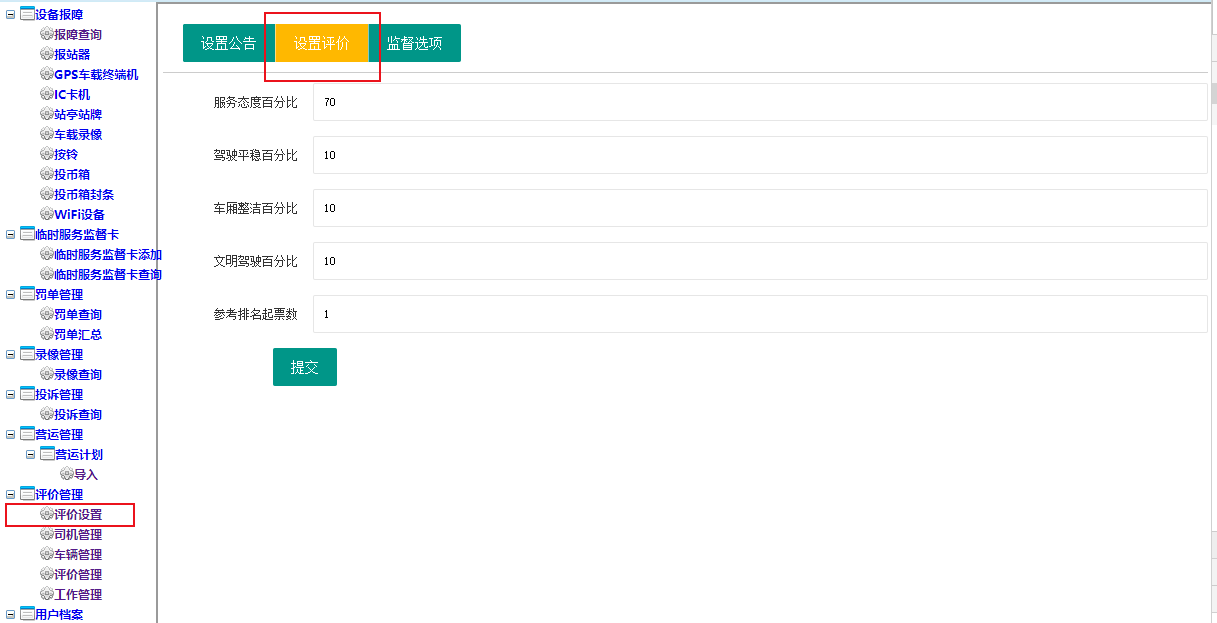 设备报障
报障查询
报站器
GPS车载终端机
IC卡机
站亭站牌
车载录像
按铃
投币箱
投币箱封条
WiFi设备
临时服务监督卡
临时服务监督卡添加
临时服务监督卡查询
罚单管理
罚单查询
罚单汇总
录像管理
录像查询
投诉管理
投诉查询
营运管理
营运计划
导入
评价管理
评价设置
司机管理
车辆管理
评价管理
工作管理
用户档案
设置公告 设置评价 监督选项
服务态度百分比 70
驾驶平稳百分比 10
车厢整洁百分比 10
文明驾驶百分比 10
参考排名起票数 1
提交